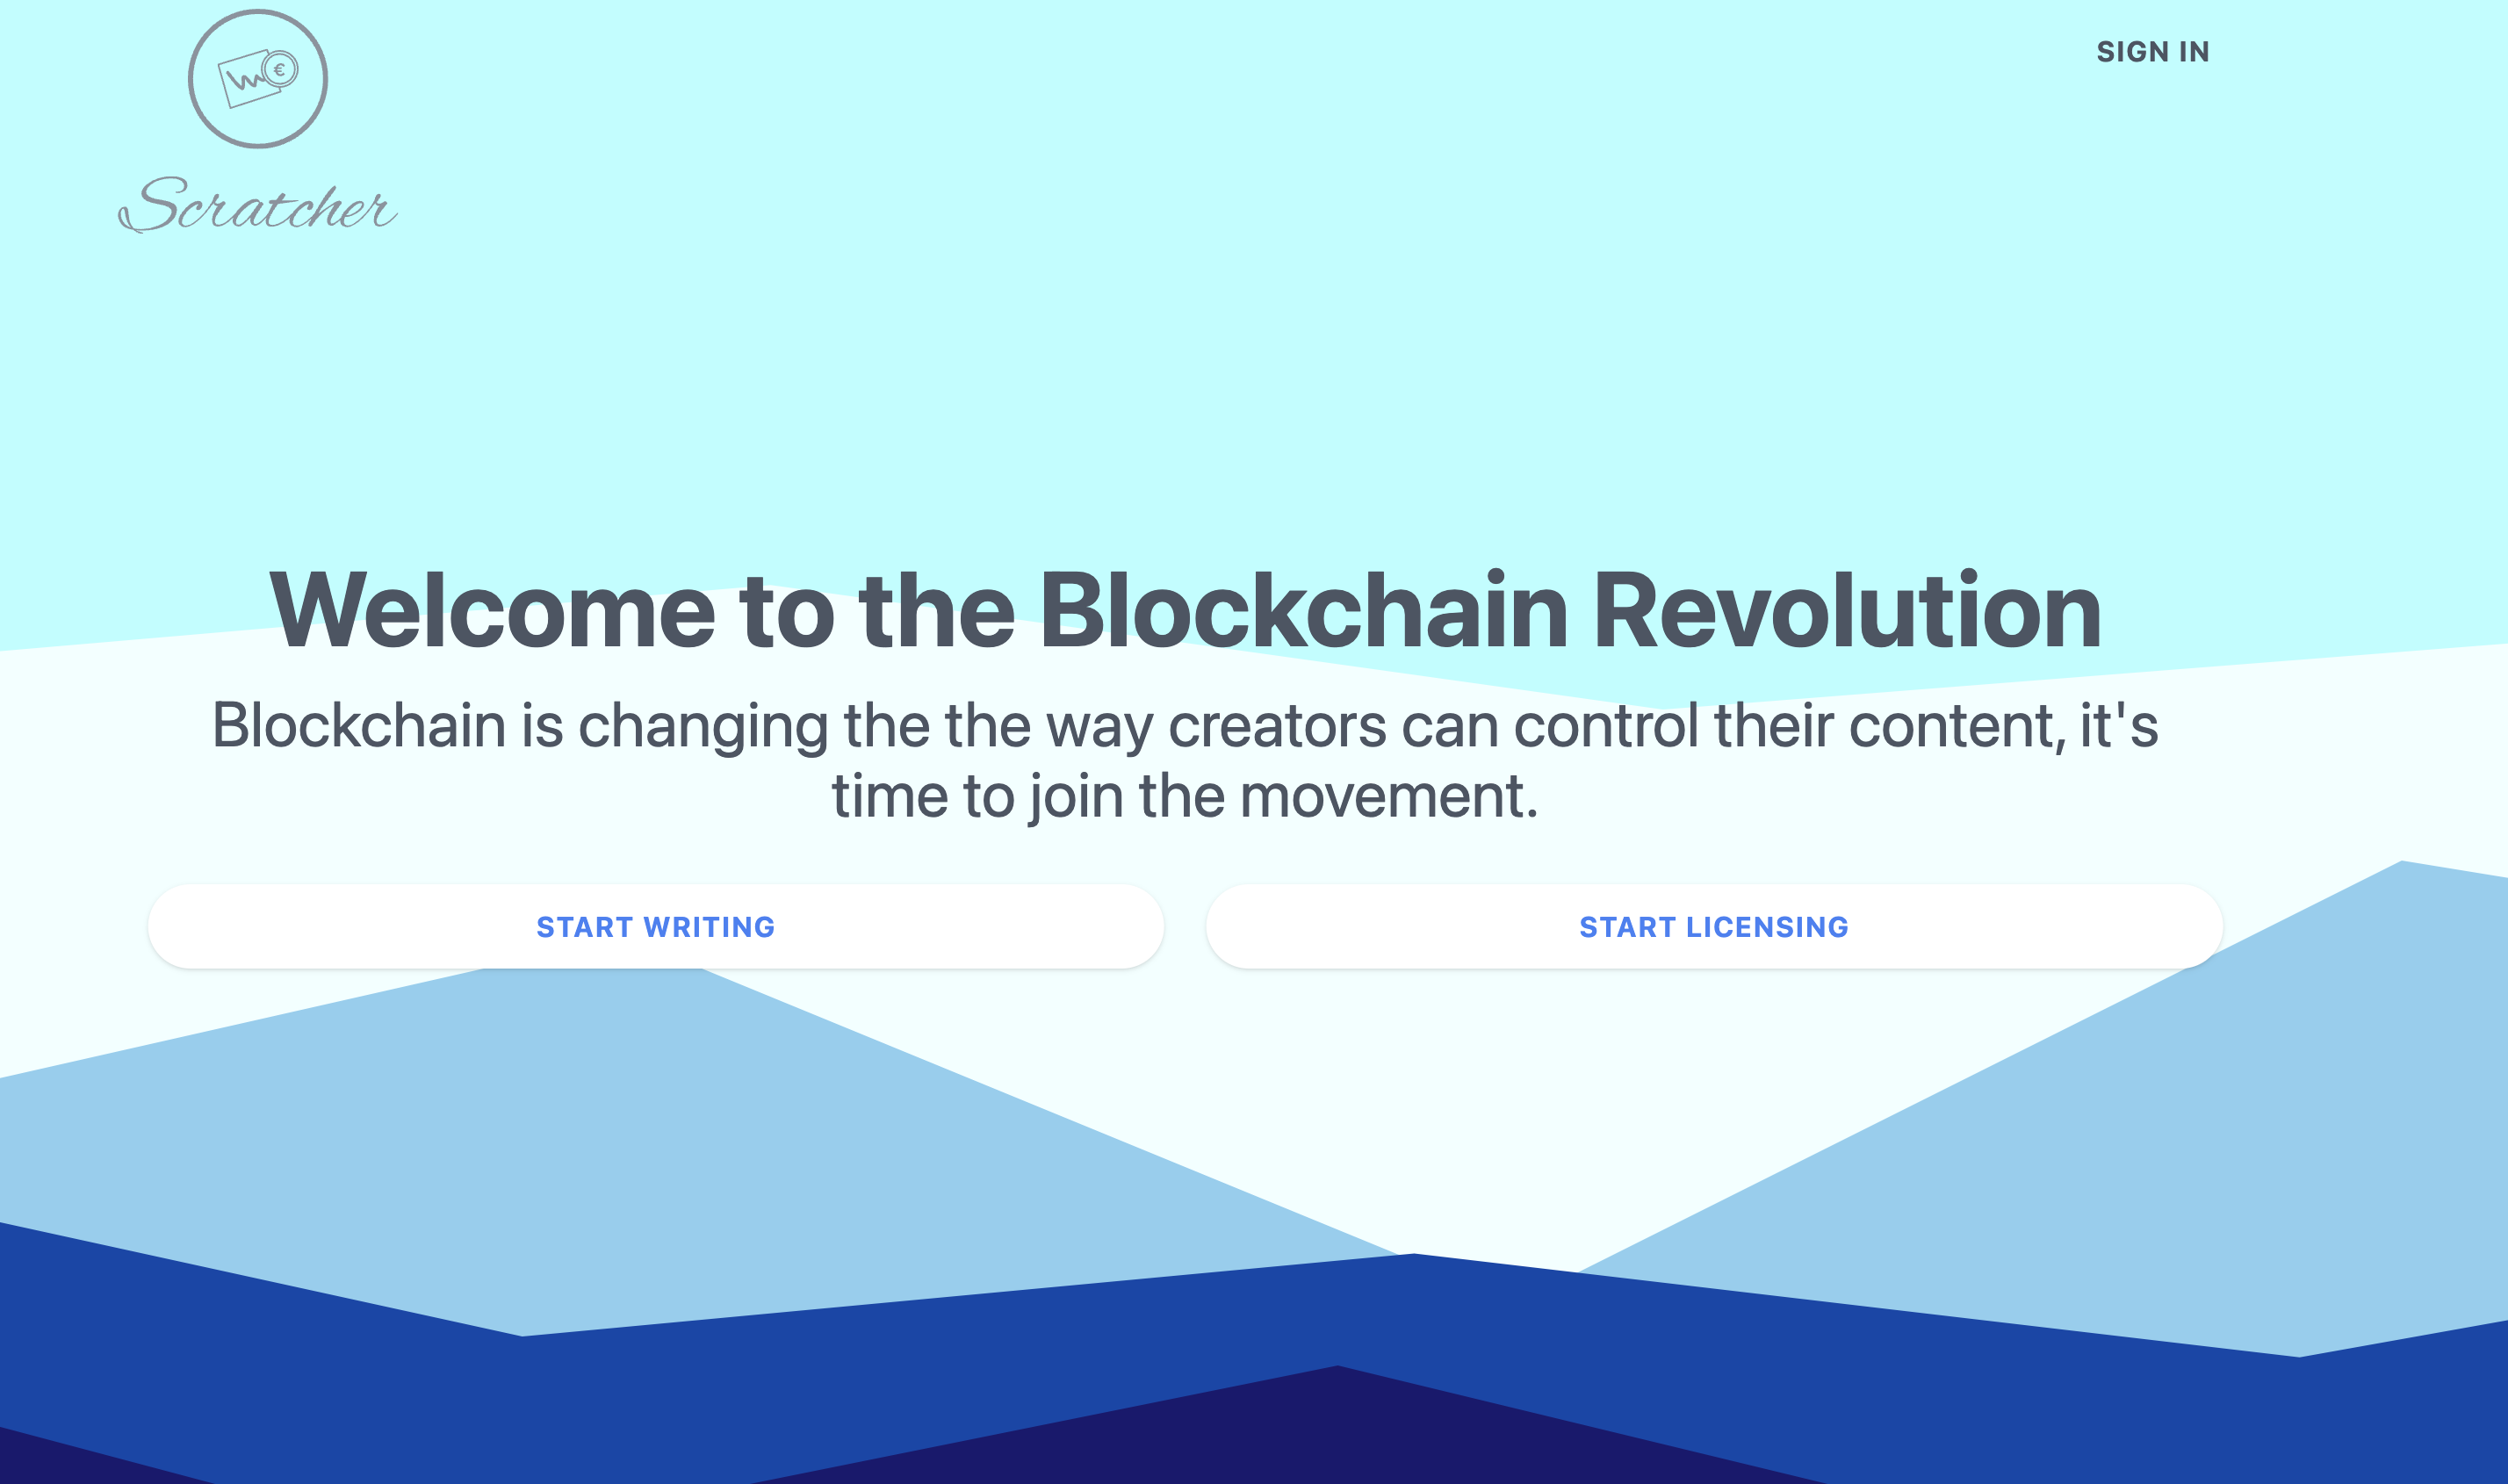 €
Scratcher
SIGN IN
Welcome to the Blockchain Revolution
Blockchain is changing the the way creators can control their content, it's
time to join the movement.
START WRITING
START LICENSING